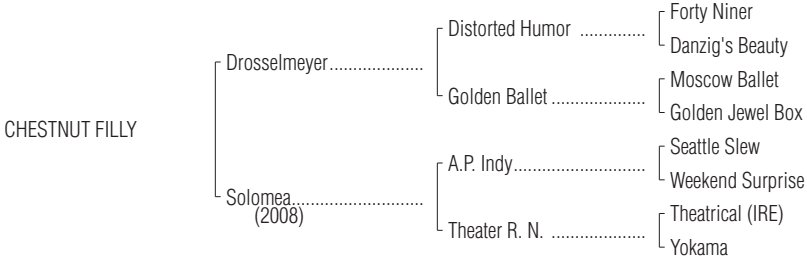 Forty Niner
Distorted Humor ..............
Danzig's Beauty
Drosselmeyer....................
Moscow Ballet
Golden Ballet ....................
Golden Jewel Box
CHESTNUT FILLY
Seattle Slew
A.P. Indy............................
Weekend Surprise
Solomea............................
(2008)
Theatrical (IRE)
Theater R. N. ....................
Yokama